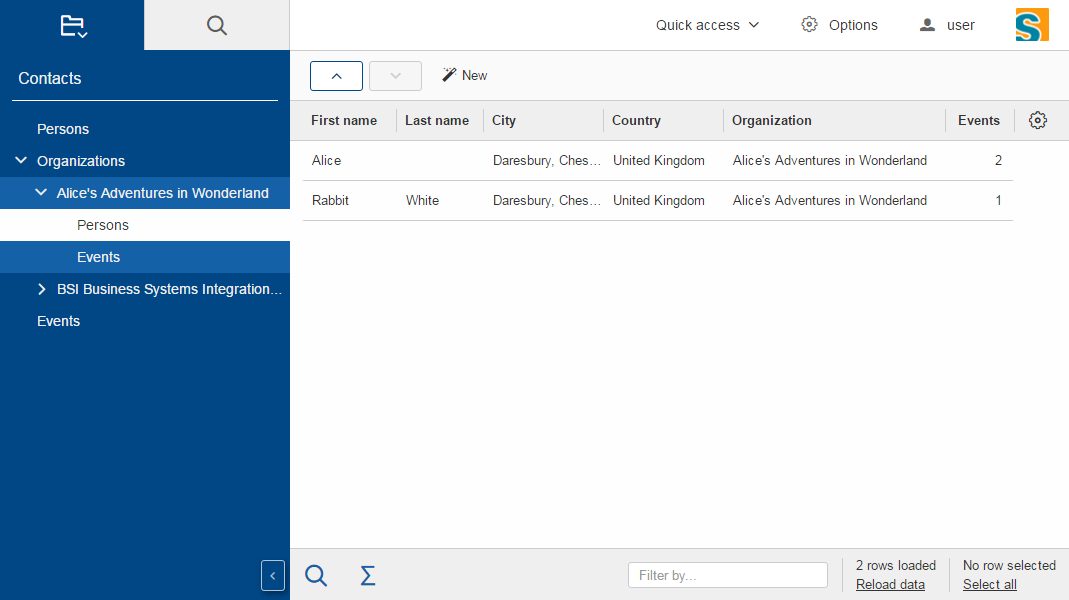 Quick access
Options
user
Contacts
Persons
Organizations
Alice's Adventures in Wonderland
Persons
Events
BSI Business Systems Integration...
Events
New
First name Last name City Country Organization Events
Alice Daresbury, Ches... United Kingdom Alice's Adventures in Wonderland 2
Rabbit White Daresbury, Ches... United Kingdom Alice's Adventures in Wonderland 1
Σ
Filter by...
2 rows loaded
Reload data
No row selected
Select all